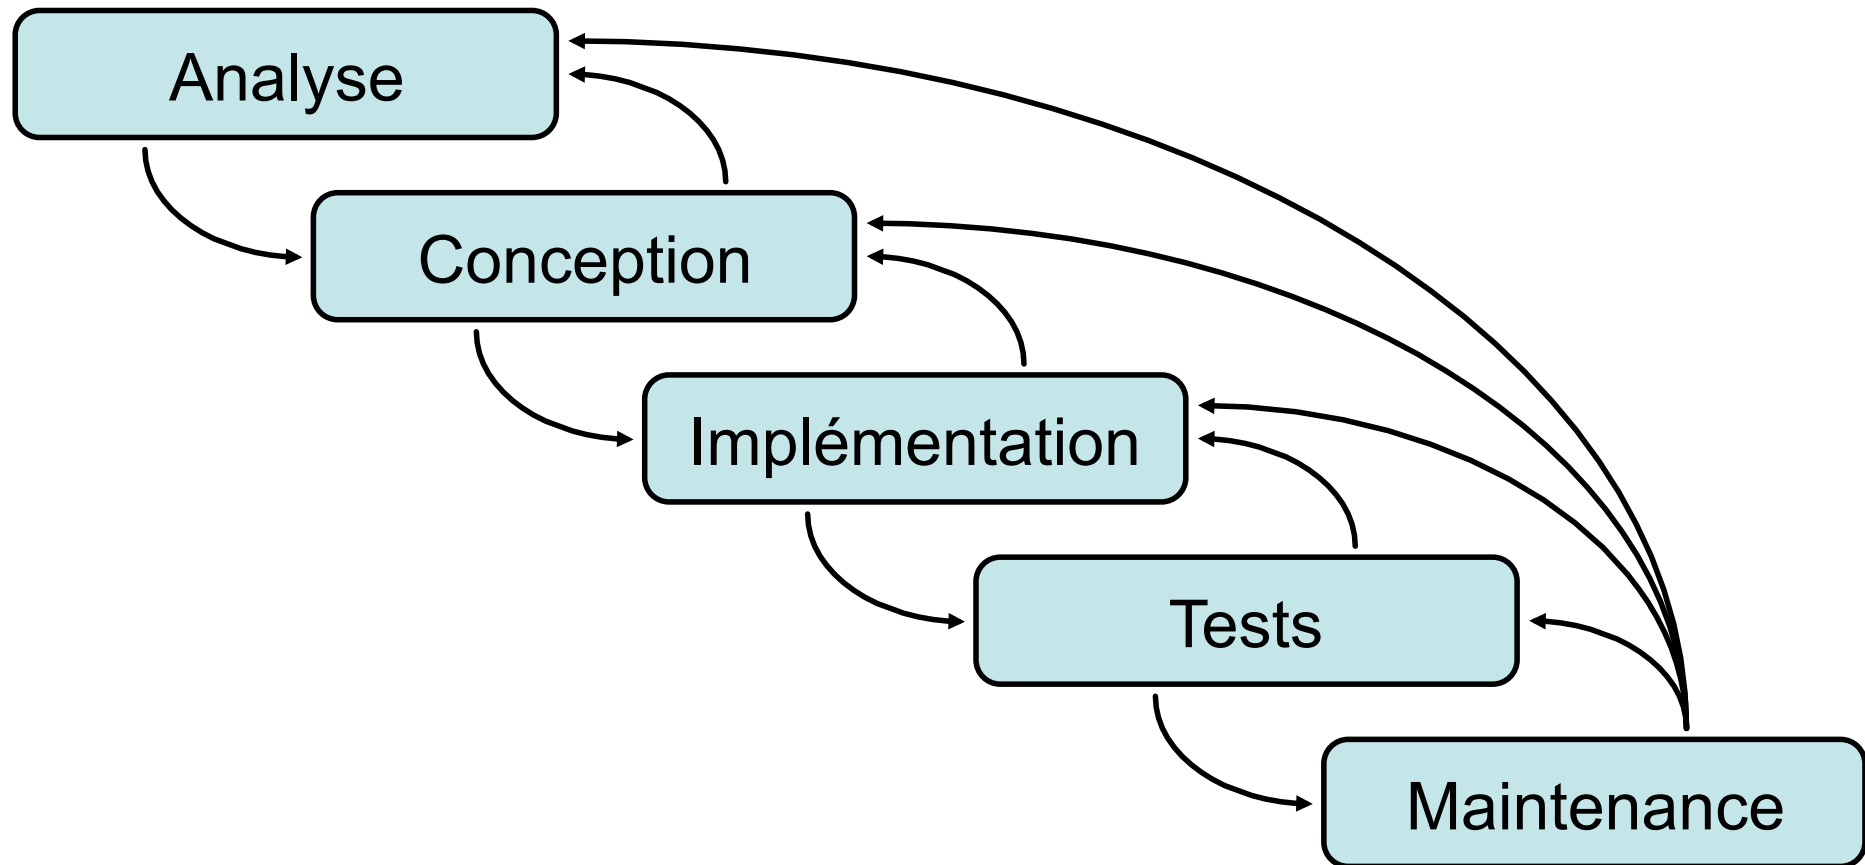 Analyse
Conception
Implémentation
Tests
Maintenance